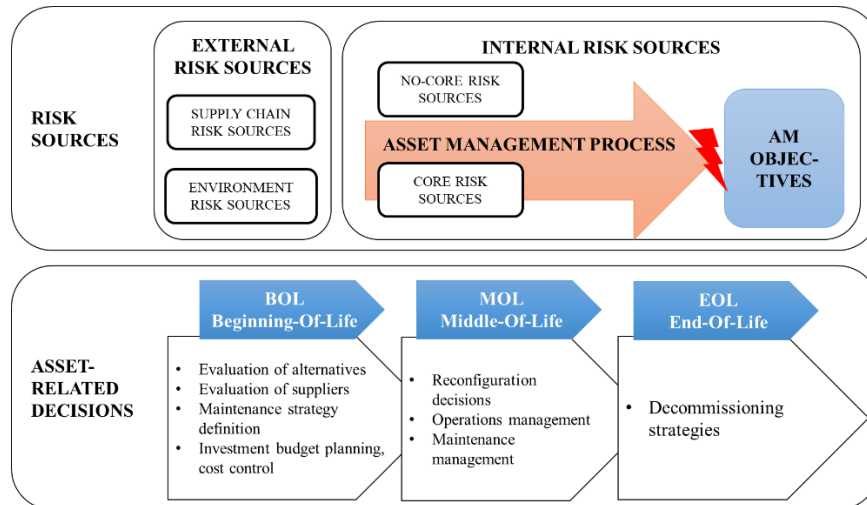 EXTERNAL
RISK SOURCES
INTERNAL RISK SOURCES
RISK
SOURCES
SUPPLY CHAIN
RISK SOURCES
ENVIRONMENT
RISK SOURCES
NO-CORE RISK
SOURCES
ASSET MANAGEMENT PROCESS
CORE RISK
SOURCES
AM
OBJEC-
TIVES
ASSET-
RELATED
DECISIONS
BOL
Beginning-Of-Life
• Evaluation of alternatives
• Evaluation of suppliers
• Maintenance strategy
definition
• Investment budget planning,
cost control
MOL
Middle-Of-Life
• Reconfiguration
decisions
• Operations management
• Maintenance
management
EOL
End-Of-Life
• Decommissioning
strategies